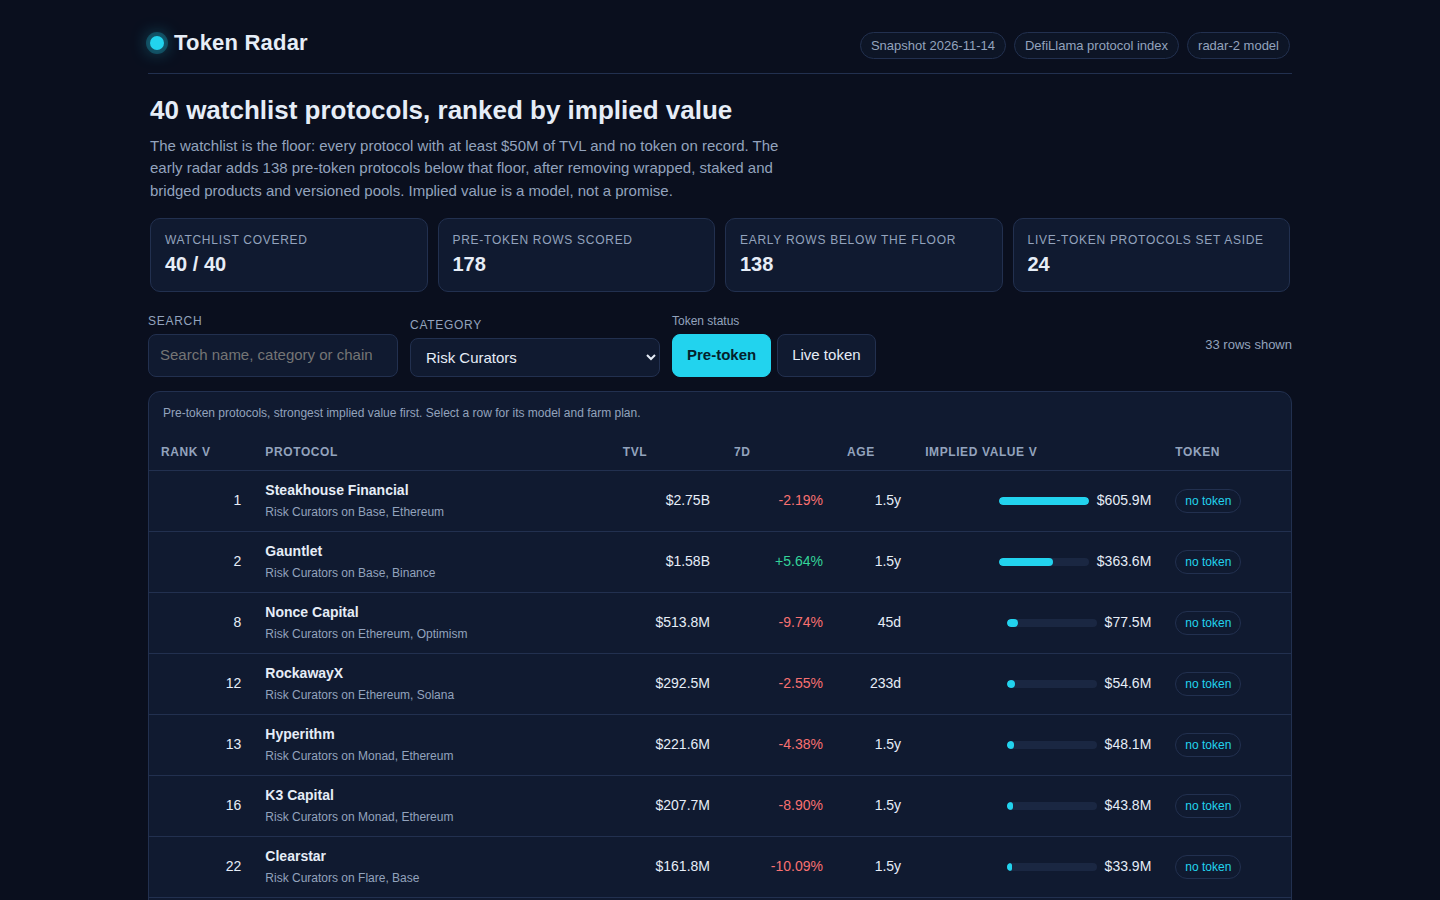 Token Radar
Snapshot 2026-11-14
DefiLlama protocol index
radar-2 model
40 watchlist protocols, ranked by implied value
The watchlist is the floor: every protocol with at least $50M of TVL and no token on record. The
early radar adds 138 pre-token protocols below that floor, after removing wrapped, staked and
bridged products and versioned pools. Implied value is a model, not a promise.
WATCHLIST COVERED
40 / 40
PRE-TOKEN ROWS SCORED
178
EARLY ROWS BELOW THE FLOOR
138
LIVE-TOKEN PROTOCOLS SET ASIDE
24
SEARCH
Search name, category or chain
CATEGORY
Risk Curators
Token status
Pre-token
Live token
33 rows shown
Pre-token protocols, strongest implied value first. Select a row for its model and farm plan.
RANK V PROTOCOL TVL 7D AGE IMPLIED VALUE V TOKEN
1 Steakhouse Financial $2.75B -2.19% 1.5y $605.9M no token
Risk Curators on Base, Ethereum
2 Gauntlet $1.58B +5.64% 1.5y $363.6M no token
Risk Curators on Base, Binance
8 Nonce Capital $513.8M -9.74% 45d $77.5M no token
Risk Curators on Ethereum, Optimism
12 RockawayX $292.5M -2.55% 233d $54.6M no token
Risk Curators on Ethereum, Solana
13 Hyperithm $221.6M -4.38% 1.5y $48.1M no token
Risk Curators on Monad, Ethereum
16 K3 Capital $207.7M -8.90% 1.5y $43.8M no token
Risk Curators on Monad, Ethereum
22 Clearstar $161.8M -10.09% 1.5y $33.9M no token
Risk Curators on Flare, Base